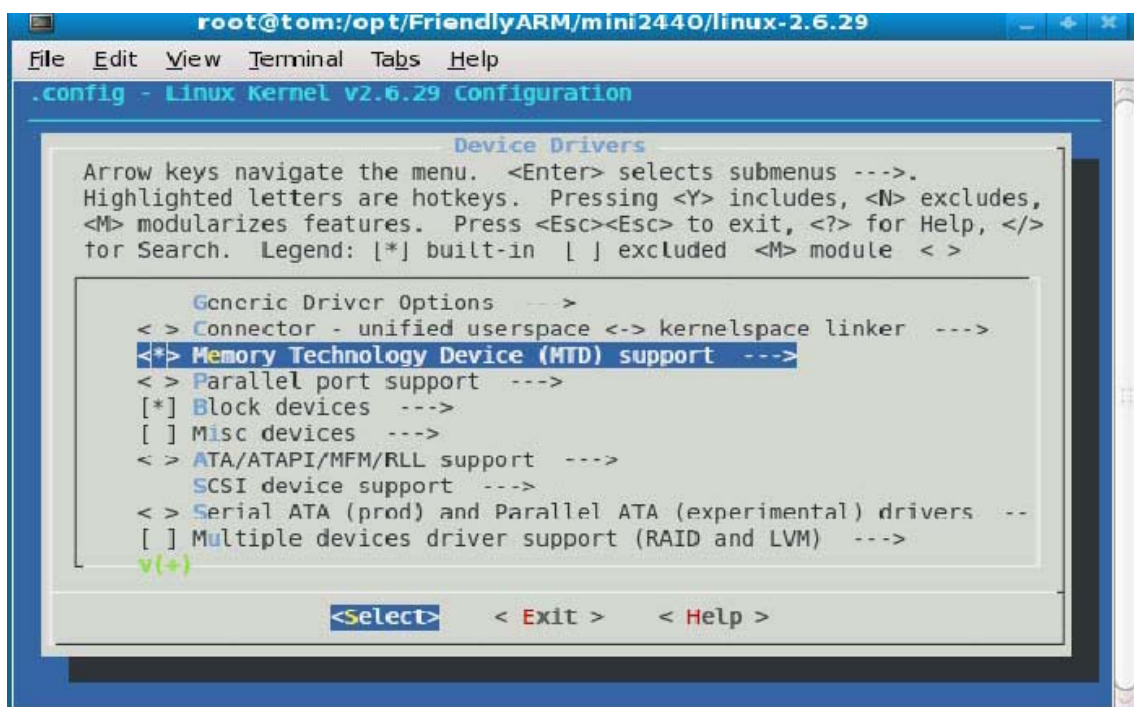 root@tom:/opt/FriendlyARM/mini2440/linux-2.6.29
File Edit View Terminal Tabs Help
.config - Linux Kernel v2.6.29 Configuration
Device Drivers
Arrow keys navigate the menu. <Enter> selects submenus --->.
Highlighted letters are hotkeys. Pressing <Y> includes, <N> excludes,
<M> modularizes features. Press <Esc><Esc> to exit, <?> for Help, </>
for Search. Legend: [*] built-in [ ] excluded <M> module < >
Generic Driver Options --->
< > Connector - unified userspace <-> kernelspace linker --->
<*> Memory Technology Device (MTD) support --->
< > Parallel port support --->
[*] Block devices --->
[ ] Misc devices --->
< > ATA/ATAPI/MFM/RLL support --->
SCSI device support --->
< > Serial ATA (prod) and Parallel ATA (experimental) drivers --
[ ] Multiple devices driver support (RAID and LVM) --->
v(+)
<Select> < Exit > < Help >